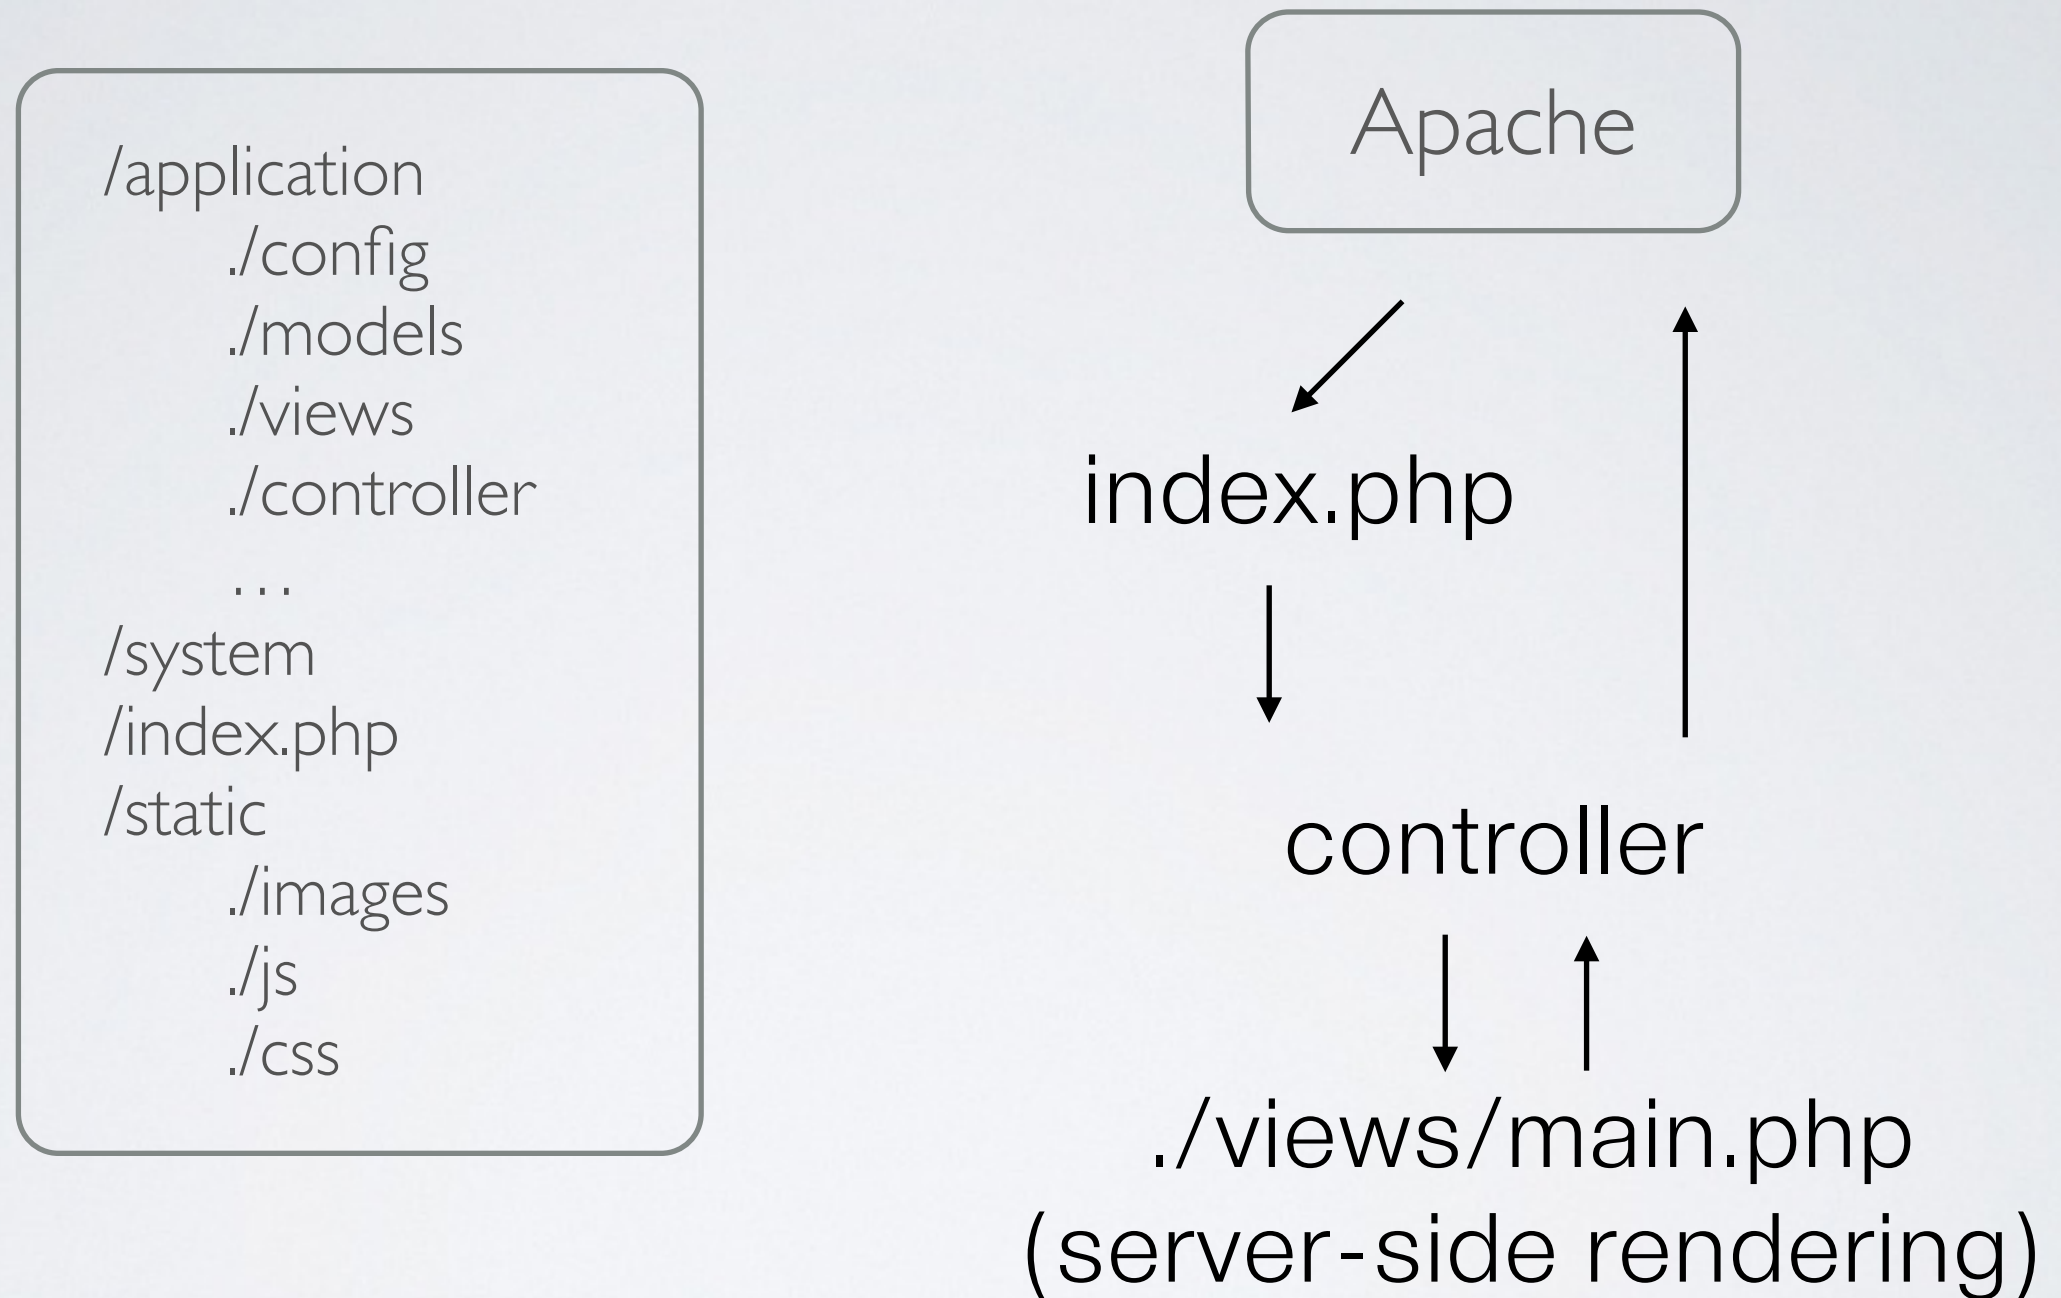 /application
./config
./models
./views
./controller
…
/system
/index.php
/static
./images
./js
./css
Apache
index.php
controller
./views/main.php
(server-side rendering)